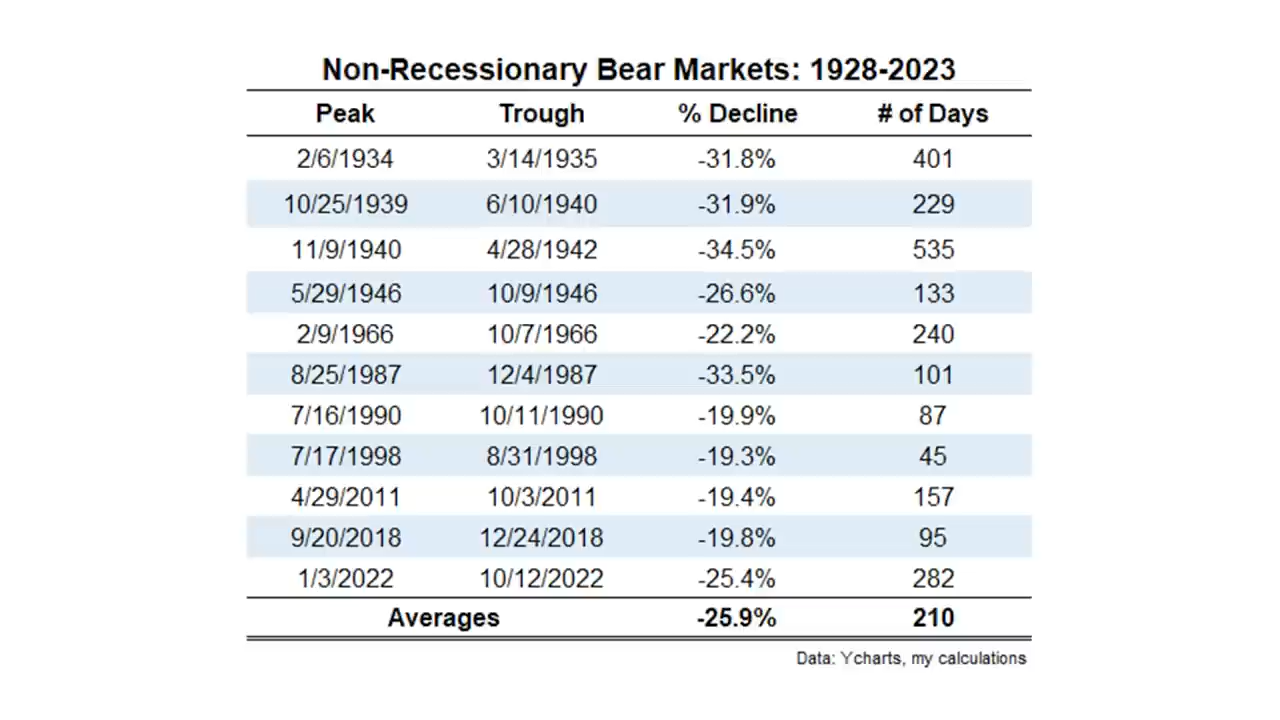 Non-Recessionary Bear Markets: 1928-2023
Peak Trough % Decline # of Days
2/6/1934 3/14/1935 -31.8% 401
10/25/1939 6/10/1940 -31.9% 229
11/9/1940 4/28/1942 -34.5% 535
5/29/1946 10/9/1946 -26.6% 133
2/9/1966 10/7/1966 -22.2% 240
8/25/1987 12/4/1987 -33.5% 101
7/16/1990 10/11/1990 -19.9% 87
7/17/1998 8/31/1998 -19.3% 45
4/29/2011 10/3/2011 -19.4% 157
9/20/2018 12/24/2018 -19.8% 95
1/3/2022 10/12/2022 -25.4% 282
Averages -25.9% 210
Data: Ycharts, my calculations